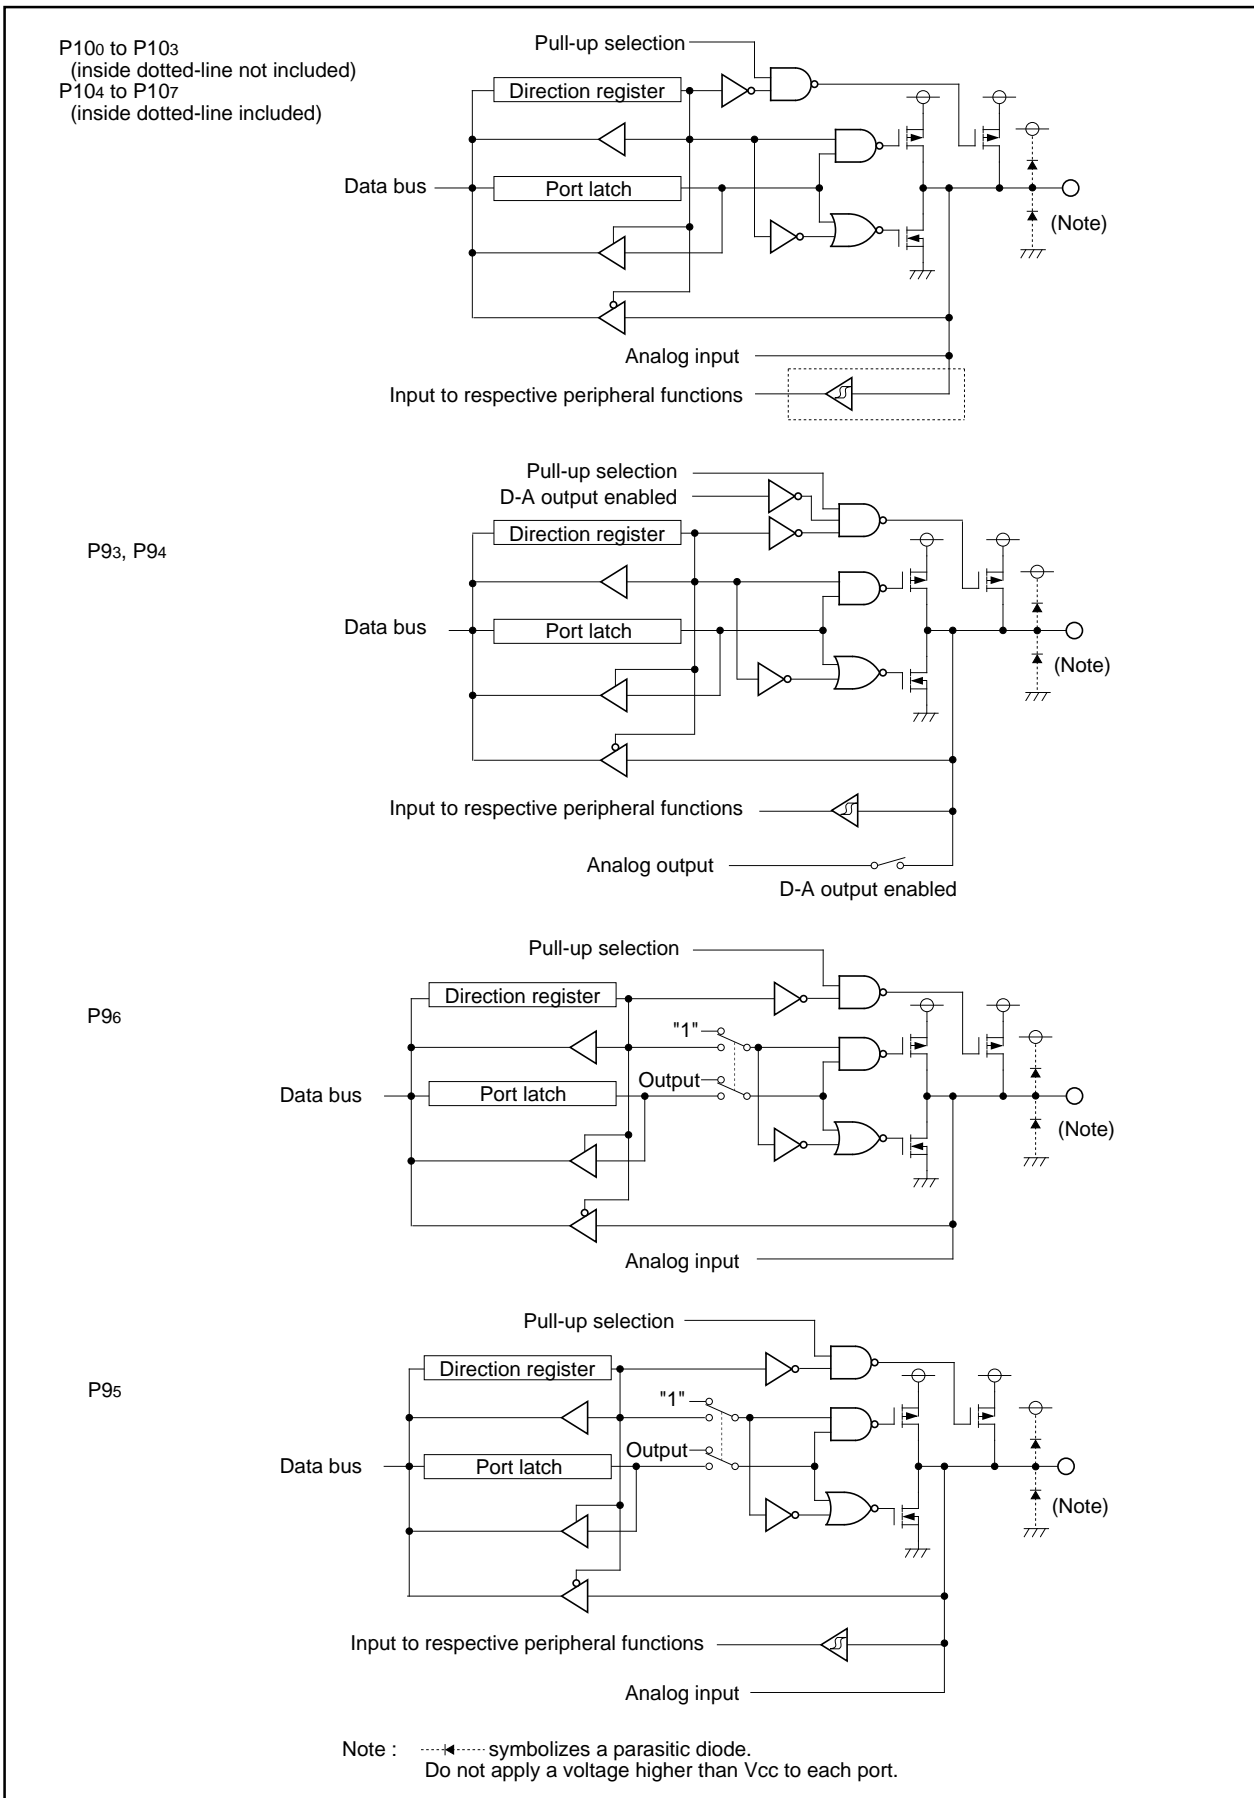 P100 to P103
(inside dotted-line not included)
P104 to P107
(inside dotted-line included)
Pull-up selection
Direction register
Data bus
Port latch
(Note)
Analog input
Input to respective peripheral functions
P93, P94
Pull-up selection
D-A output enabled
Direction register
Data bus
Port latch
(Note)
Input to respective peripheral functions
Analog output
D-A output enabled
P96
Pull-up selection
Direction register
"1"
Output
Data bus
Port latch
(Note)
Analog input
P95
Pull-up selection
Direction register
"1"
Output
Data bus
Port latch
(Note)
Input to respective peripheral functions
Analog input
Note : symbolizes a parasitic diode.
Do not apply a voltage higher than Vcc to each port.